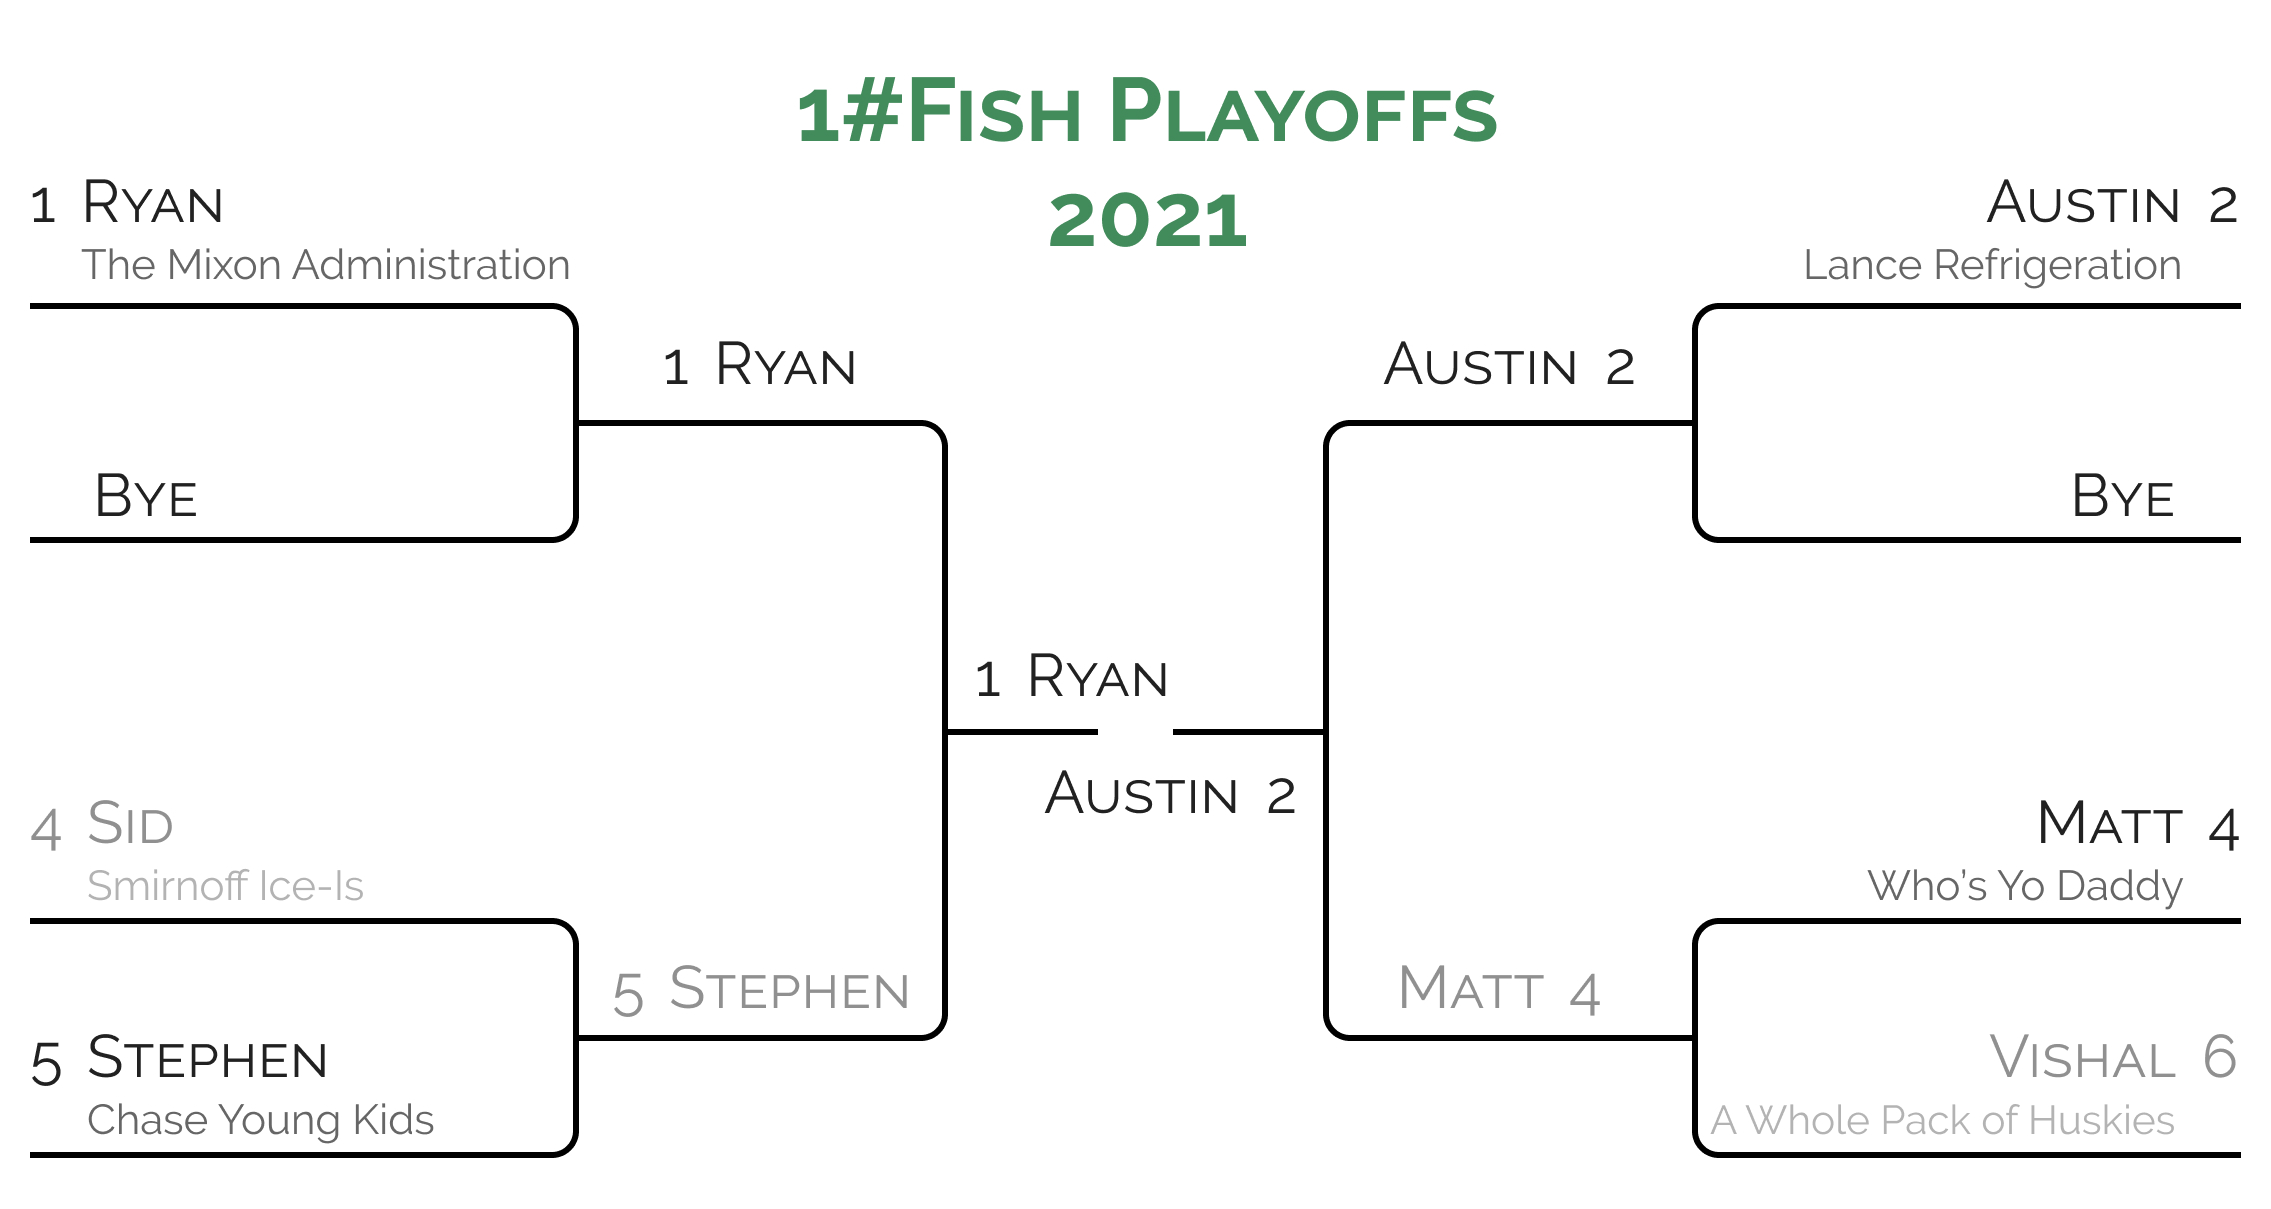 1#Fish Playoffs
2021
1 Ryan
The Mixon Administration
Bye
4 Sid
Smirnoff Ice-Is
5 Stephen
Chase Young Kids
1 Ryan
5 Stephen
1 Ryan
Austin 2
Austin 2
Matt 4
Austin 2
Lance Refrigeration
Bye
Matt 4
Who's Yo Daddy
Vishal 6
A Whole Pack of Huskies